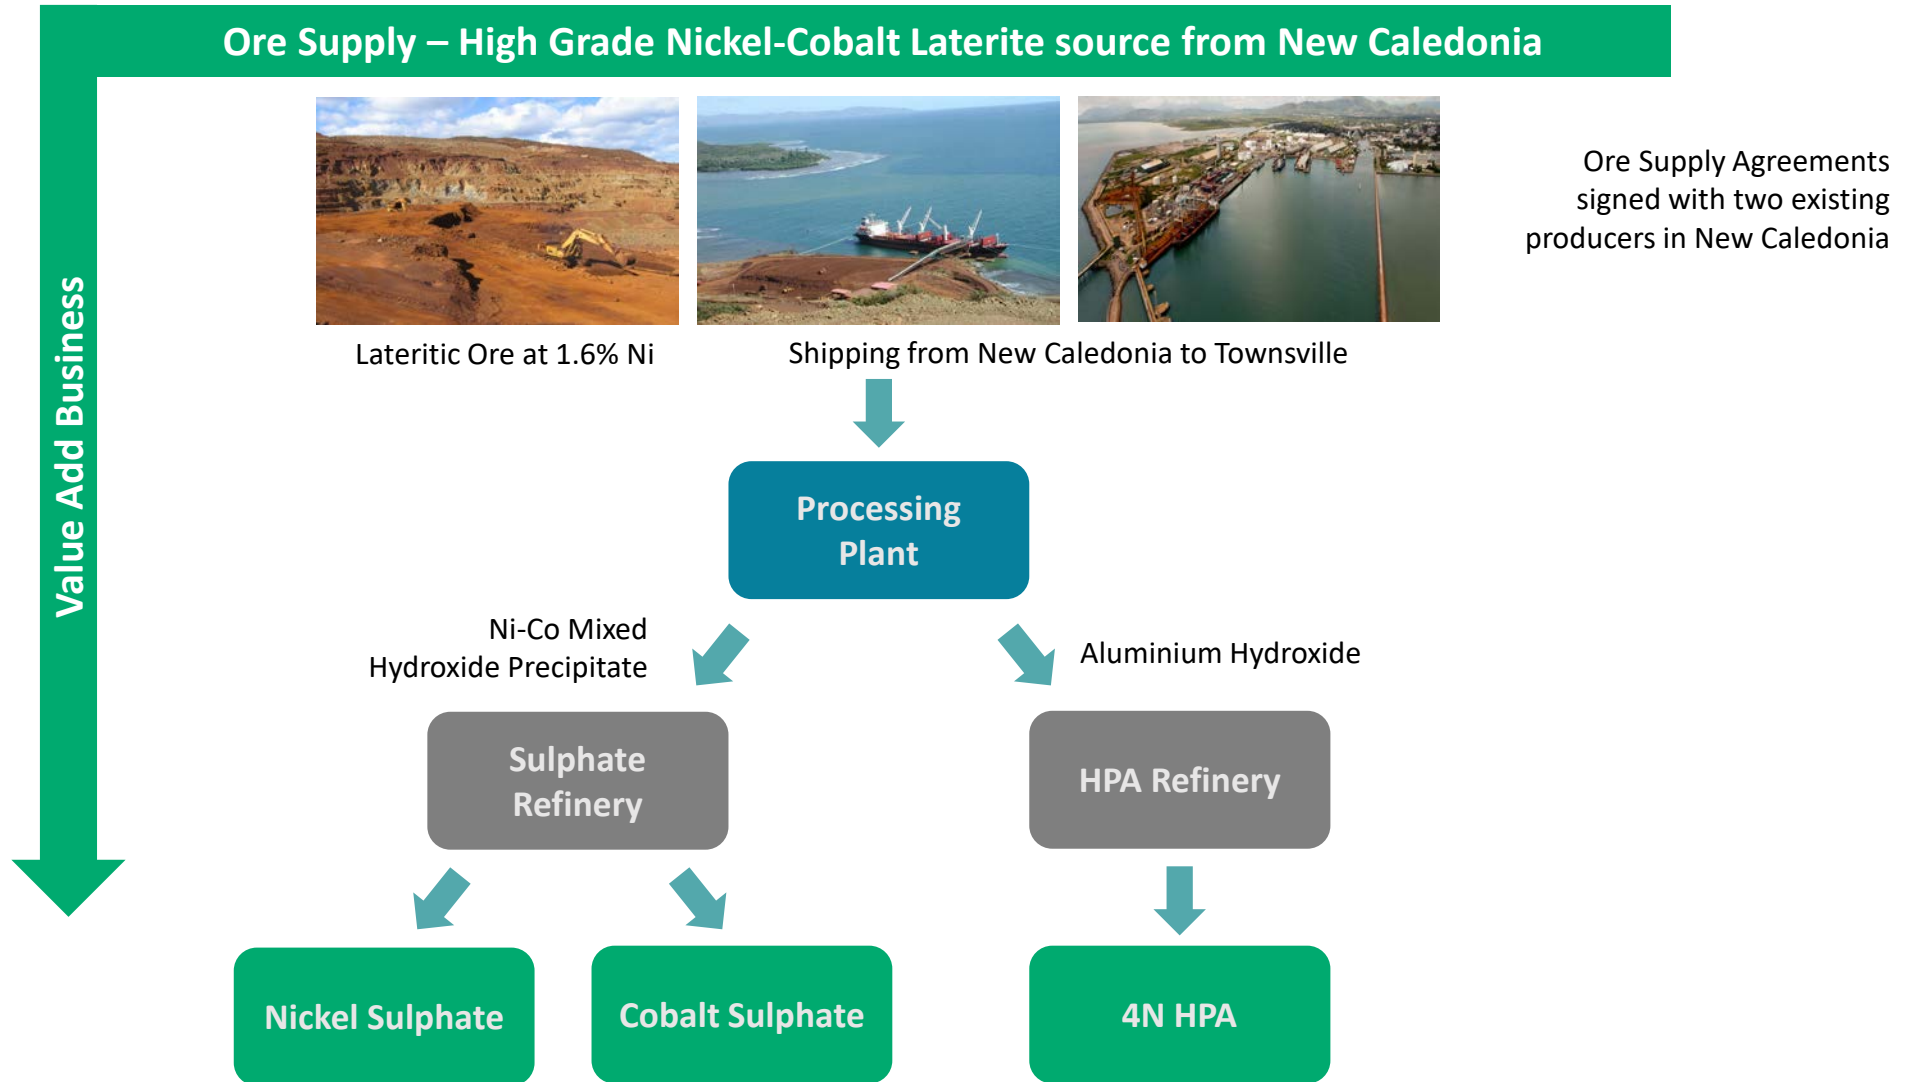 Ore Supply – High Grade Nickel-Cobalt Laterite source from New Caledonia
Value Add Business
Ore Supply Agreements
signed with two existing
producers in New Caledonia
Lateritic Ore at 1.6% Ni
Shipping from New Caledonia to Townsville
Processing
Plant
Ni-Co Mixed
Hydroxide Precipitate
Aluminium Hydroxide
Sulphate
Refinery
HPA Refinery
Nickel Sulphate
Cobalt Sulphate
4N HPA